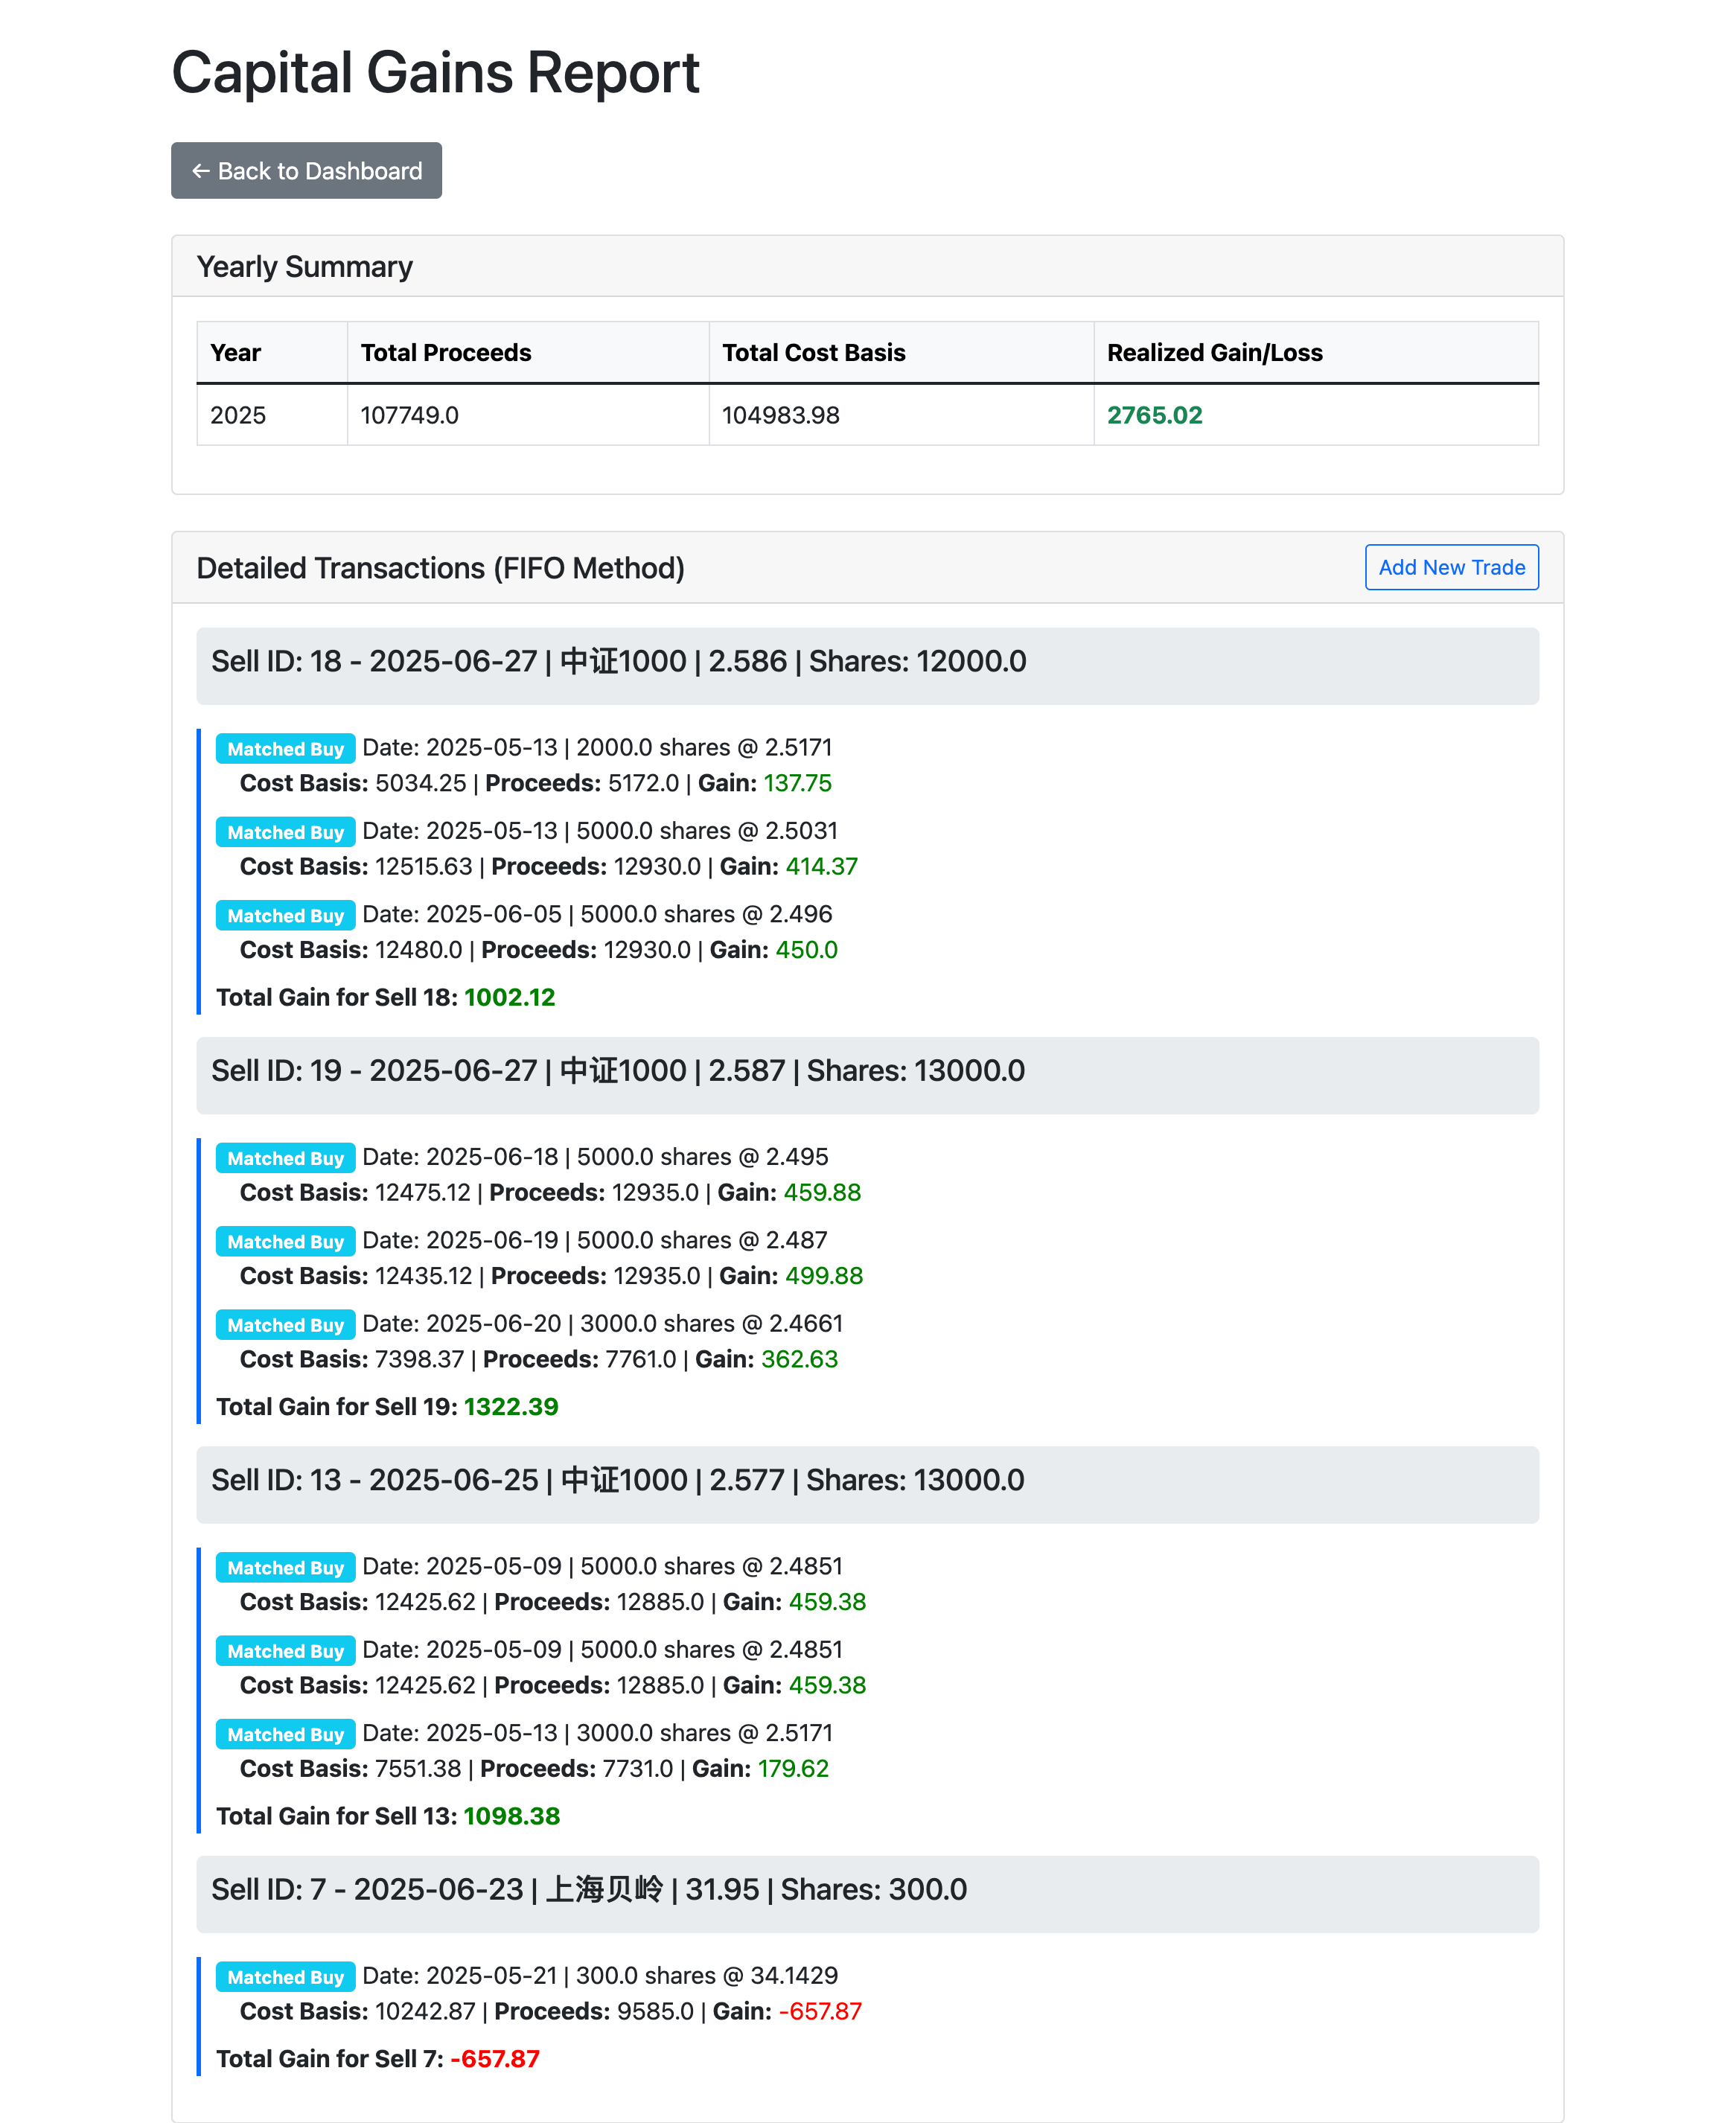 Capital Gains Report
← Back to Dashboard
Yearly Summary
Year Total Proceeds Total Cost Basis Realized Gain/Loss
2025 107749.0 104983.98 2765.02
Detailed Transactions (FIFO Method) Add New Trade
Sell ID: 18 - 2025-06-27 | 中证1000 | 2.586 | Shares: 12000.0
Matched Buy Date: 2025-05-13 | 2000.0 shares @ 2.5171
Cost Basis: 5034.25 | Proceeds: 5172.0 | Gain: 137.75
Matched Buy Date: 2025-05-13 | 5000.0 shares @ 2.5031
Cost Basis: 12515.63 | Proceeds: 12930.0 | Gain: 414.37
Matched Buy Date: 2025-06-05 | 5000.0 shares @ 2.496
Cost Basis: 12480.0 | Proceeds: 12930.0 | Gain: 450.0
Total Gain for Sell 18: 1002.12
Sell ID: 19 - 2025-06-27 | 中证1000 | 2.587 | Shares: 13000.0
Matched Buy Date: 2025-06-18 | 5000.0 shares @ 2.495
Cost Basis: 12475.12 | Proceeds: 12935.0 | Gain: 459.88
Matched Buy Date: 2025-06-19 | 5000.0 shares @ 2.487
Cost Basis: 12435.12 | Proceeds: 12935.0 | Gain: 499.88
Matched Buy Date: 2025-06-20 | 3000.0 shares @ 2.4661
Cost Basis: 7398.37 | Proceeds: 7761.0 | Gain: 362.63
Total Gain for Sell 19: 1322.39
Sell ID: 13 - 2025-06-25 | 中证1000 | 2.577 | Shares: 13000.0
Matched Buy Date: 2025-05-09 | 5000.0 shares @ 2.4851
Cost Basis: 12425.62 | Proceeds: 12885.0 | Gain: 459.38
Matched Buy Date: 2025-05-09 | 5000.0 shares @ 2.4851
Cost Basis: 12425.62 | Proceeds: 12885.0 | Gain: 459.38
Matched Buy Date: 2025-05-13 | 3000.0 shares @ 2.5171
Cost Basis: 7551.38 | Proceeds: 7731.0 | Gain: 179.62
Total Gain for Sell 13: 1098.38
Sell ID: 7 - 2025-06-23 | 上海贝岭 | 31.95 | Shares: 300.0
Matched Buy Date: 2025-05-21 | 300.0 shares @ 34.1429
Cost Basis: 10242.87 | Proceeds: 9585.0 | Gain: -657.87
Total Gain for Sell 7: -657.87